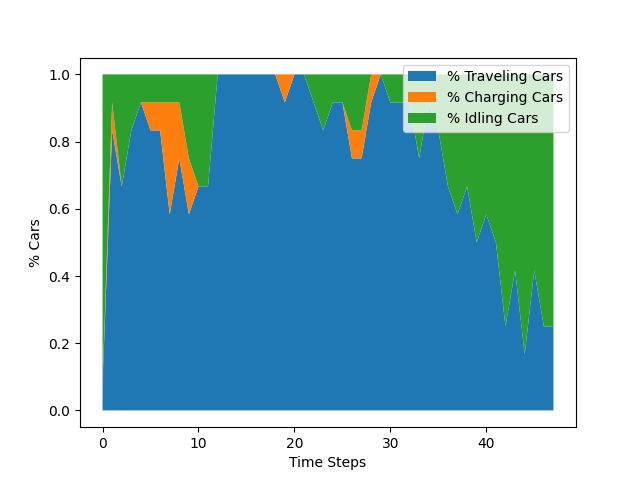 % Traveling Cars
% Charging Cars
% Idling Cars
1.0
0.8
0.6
0.4
0.2
0.0
% Cars
0 10 20 30 40
Time Steps